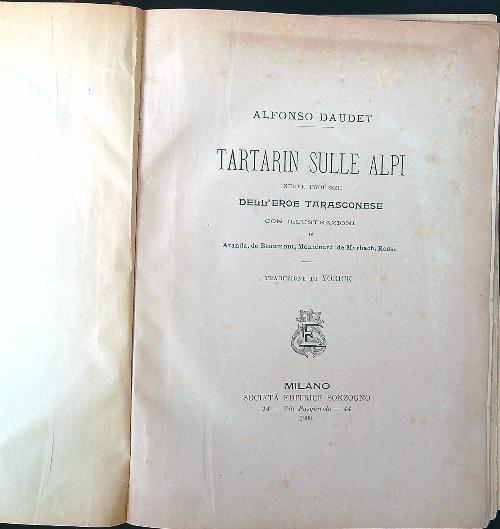 ALFONSO DAUDET
TARTARIN SULLE ALPI
NUOVE PRODEZZE
DELL'EROE TARASCONESE
CON ILLUSTRAZIONI
DI
Aranda, de Beaumont, Montenard de Myrbach, Rossi
TRADUZIONE DI YORICK
MILANO
SOCIETÀ EDITRICE SONZOGNO
14 — Via Pasquirolo — 14